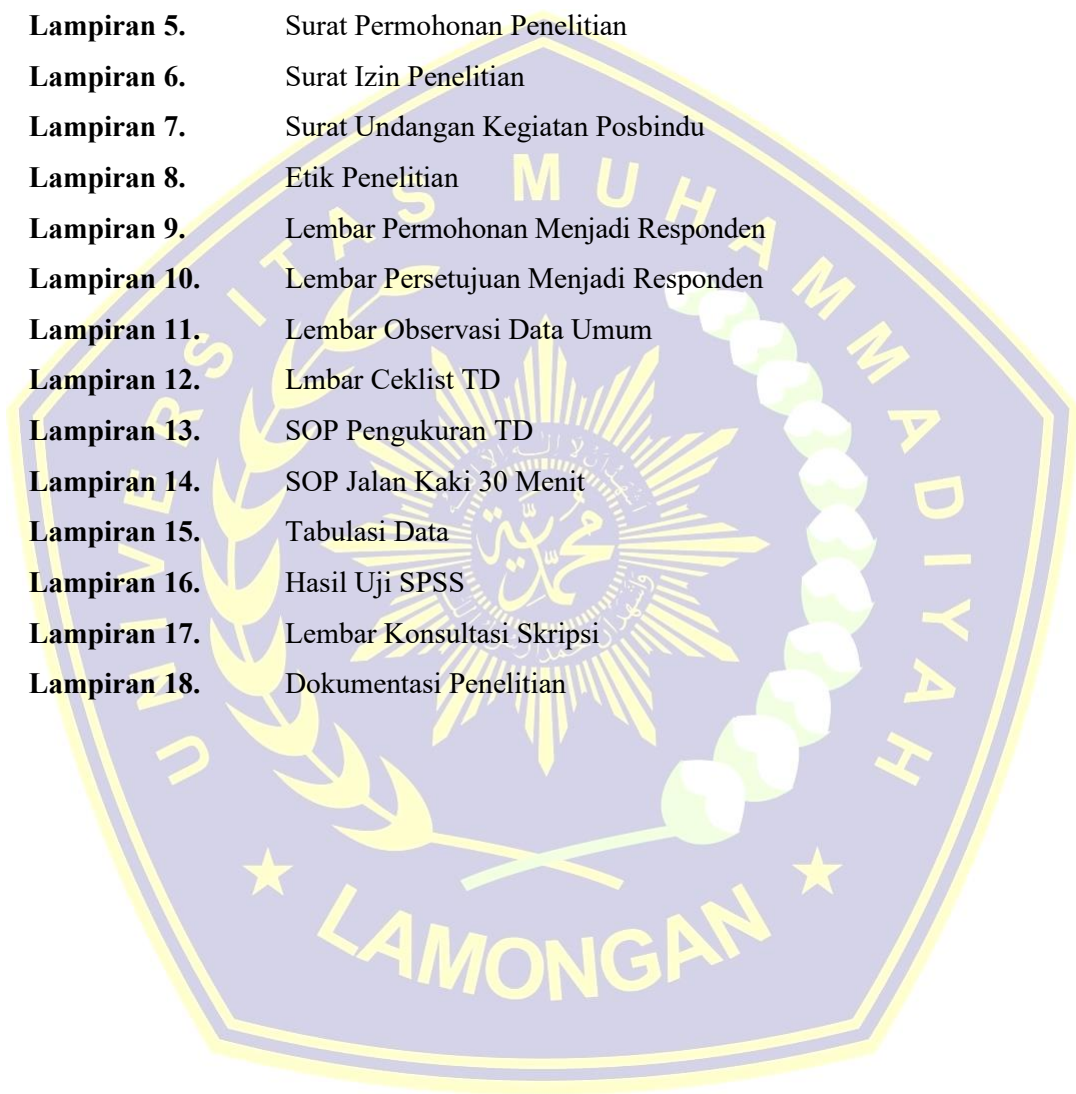 Lampiran 5. Surat Permohonan Penelitian
Lampiran 6. Surat Izin Penelitian
Lampiran 7. Surat Undangan Kegiatan Posbindu
Lampiran 8. Etik Penelitian
Lampiran 9. Lembar Permohonan Menjadi Responden
Lampiran 10. Lembar Persetujuan Menjadi Responden
Lampiran 11. Lembar Observasi Data Umum
Lampiran 12. Lmbar Ceklist TD
Lampiran 13. SOP Pengukuran TD
Lampiran 14. SOP Jalan Kaki 30 Menit
Lampiran 15. Tabulasi Data
Lampiran 16. Hasil Uji SPSS
Lampiran 17. Lembar Konsultasi Skripsi
Lampiran 18. Dokumentasi Penelitian
UNIVERSITAS MUHAMMADIYAH
LAMONGAN